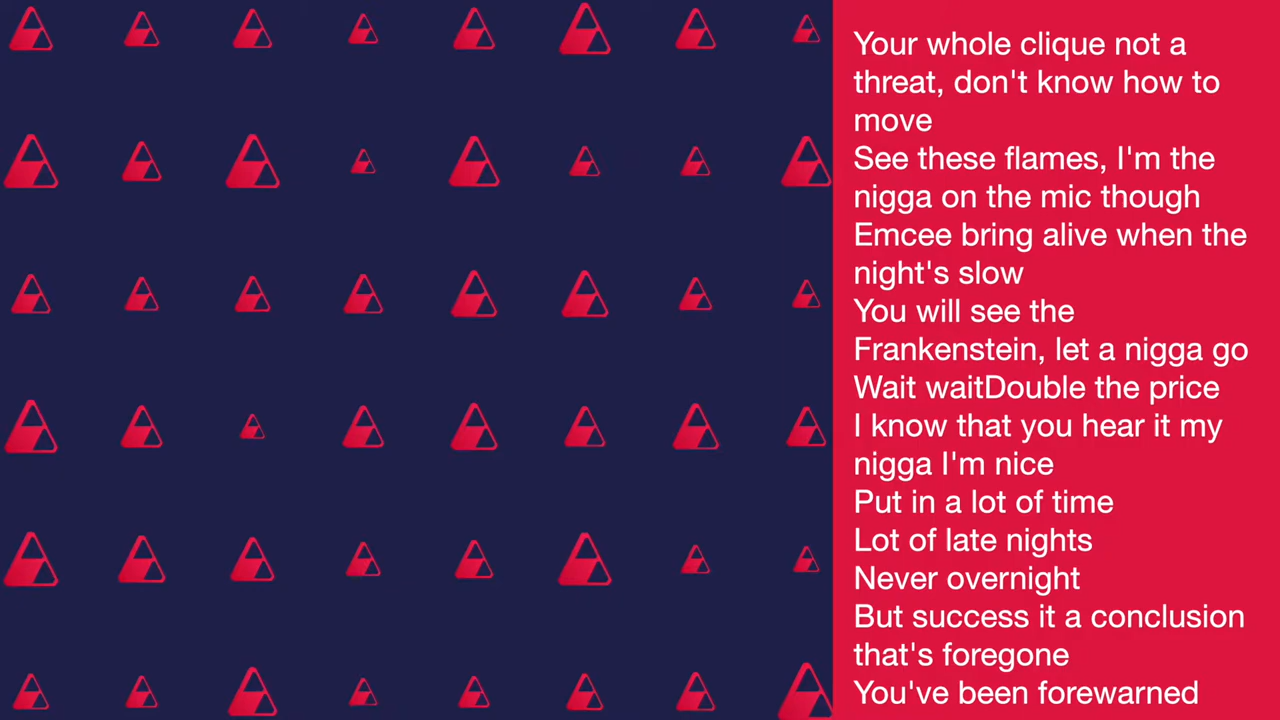 Your whole clique not a
threat, don't know how to
move
See these flames, I'm the
nigga on the mic though
Emcee bring alive when the
night's slow
You will see the
Frankenstein, let a nigga go
Wait waitDouble the price
I know that you hear it my
nigga I'm nice
Put in a lot of time
Lot of late nights
Never overnight
But success it a conclusion
that's foregone
You've been forewarned